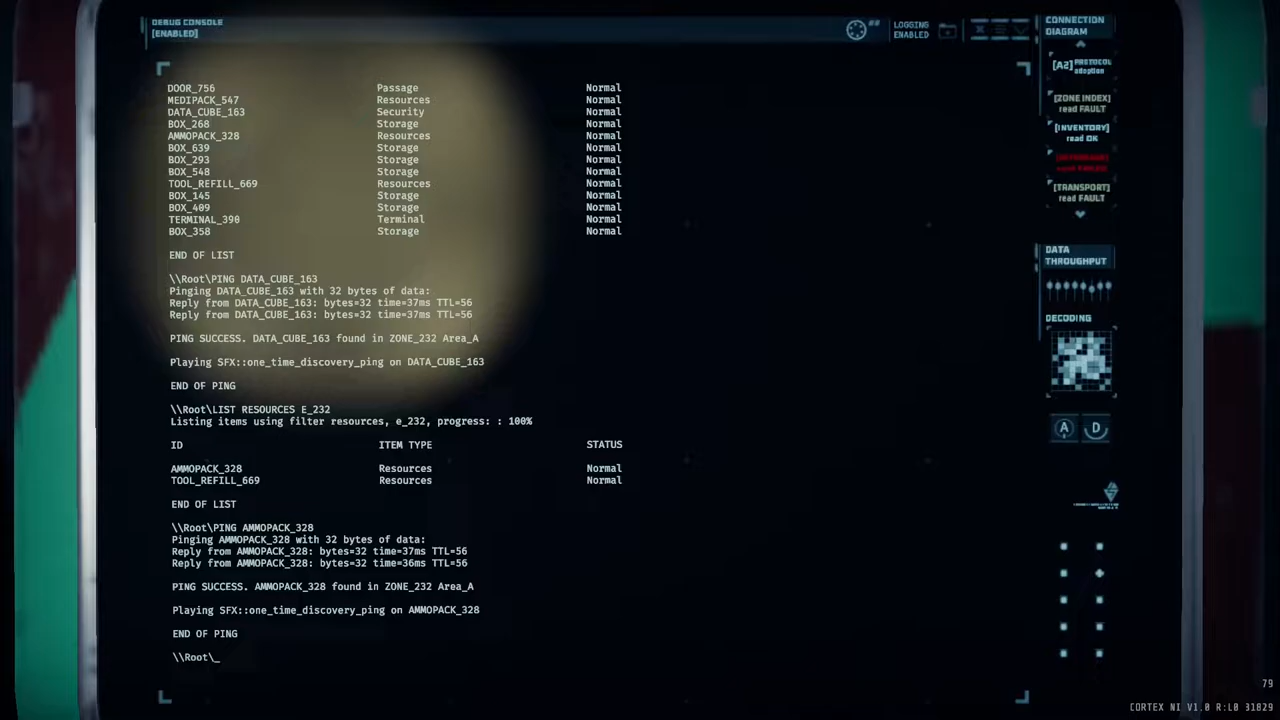 DEBUG CONSOLE
[ENABLED]
LOGGING
ENABLED
DOOR_756 Passage Normal
MEDIPACK_547 Resources Normal
DATA_CUBE_163 Security Normal
BOX_268 Storage Normal
AMMOPACK_328 Resources Normal
BOX_639 Storage Normal
BOX_293 Storage Normal
BOX_548 Storage Normal
TOOL_REFILL_669 Resources Normal
BOX_145 Storage Normal
BOX_409 Storage Normal
TERMINAL_390 Terminal Normal
BOX_358 Storage Normal
END OF LIST
\\Root\PING DATA_CUBE_163
Pinging DATA_CUBE_163 with 32 bytes of data:
Reply from DATA_CUBE_163: bytes=32 time=37ms TTL=56
Reply from DATA_CUBE_163: bytes=32 time=37ms TTL=56
PING SUCCESS. DATA_CUBE_163 found in ZONE_232 Area_A
Playing SFX::one_time_discovery_ping on DATA_CUBE_163
END OF PING
\\Root\LIST RESOURCES E_232
Listing items using filter resources, e_232, progress: : 100%
ID ITEM TYPE STATUS
AMMOPACK_328 Resources Normal
TOOL_REFILL_669 Resources Normal
END OF LIST
\\Root\PING AMMOPACK_328
Pinging AMMOPACK_328 with 32 bytes of data:
Reply from AMMOPACK_328: bytes=32 time=37ms TTL=56
Reply from AMMOPACK_328: bytes=32 time=36ms TTL=56
PING SUCCESS. AMMOPACK_328 found in ZONE_232 Area_A
Playing SFX::one_time_discovery_ping on AMMOPACK_328
END OF PING
\\Root\_
CONNECTION
DIAGRAM
[A2] PROTOCOL
adoption
[ZONE INDEX]
read FAULT
[INVENTORY]
read OK
[TRANSPORT]
read FAULT
DATA
THROUGHPUT
DECODING
A D
79
CORTEX NI V1.0 R:L0 31829